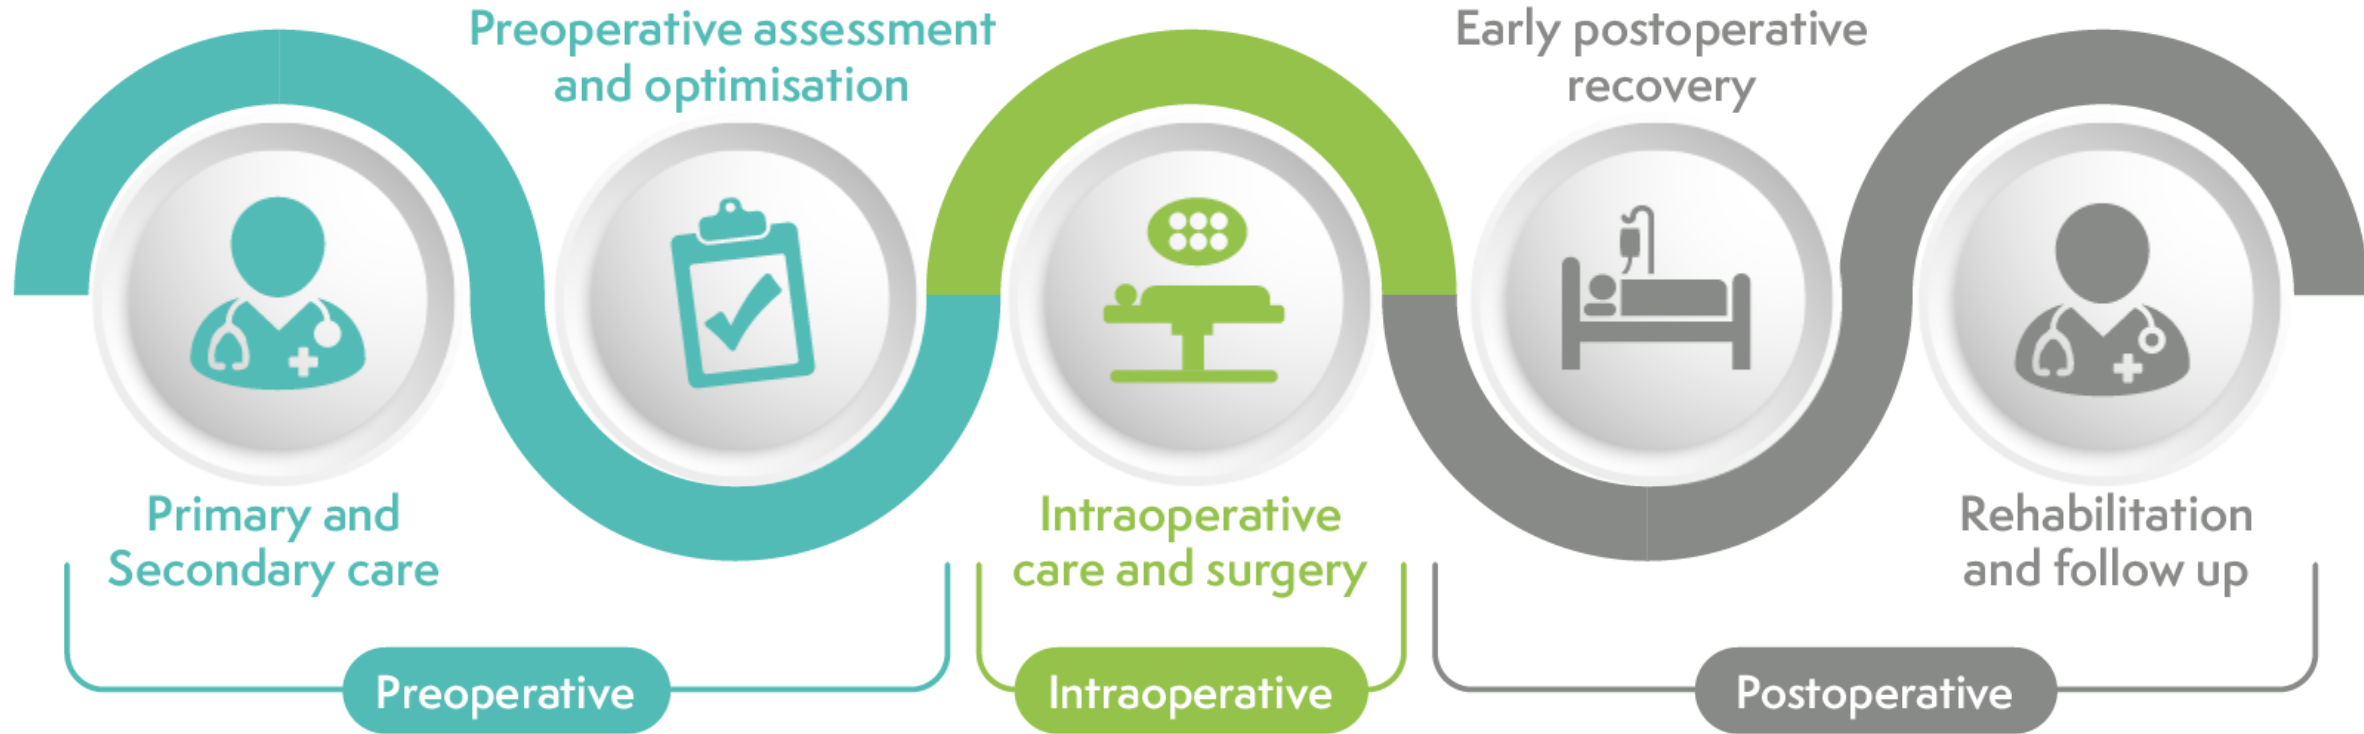 Preoperative assessment
and optimisation
Early postoperative
recovery
Primary and
Secondary care
Intraoperative
care and surgery
Rehabilitation
and follow up
Preoperative
Intraoperative
Postoperative